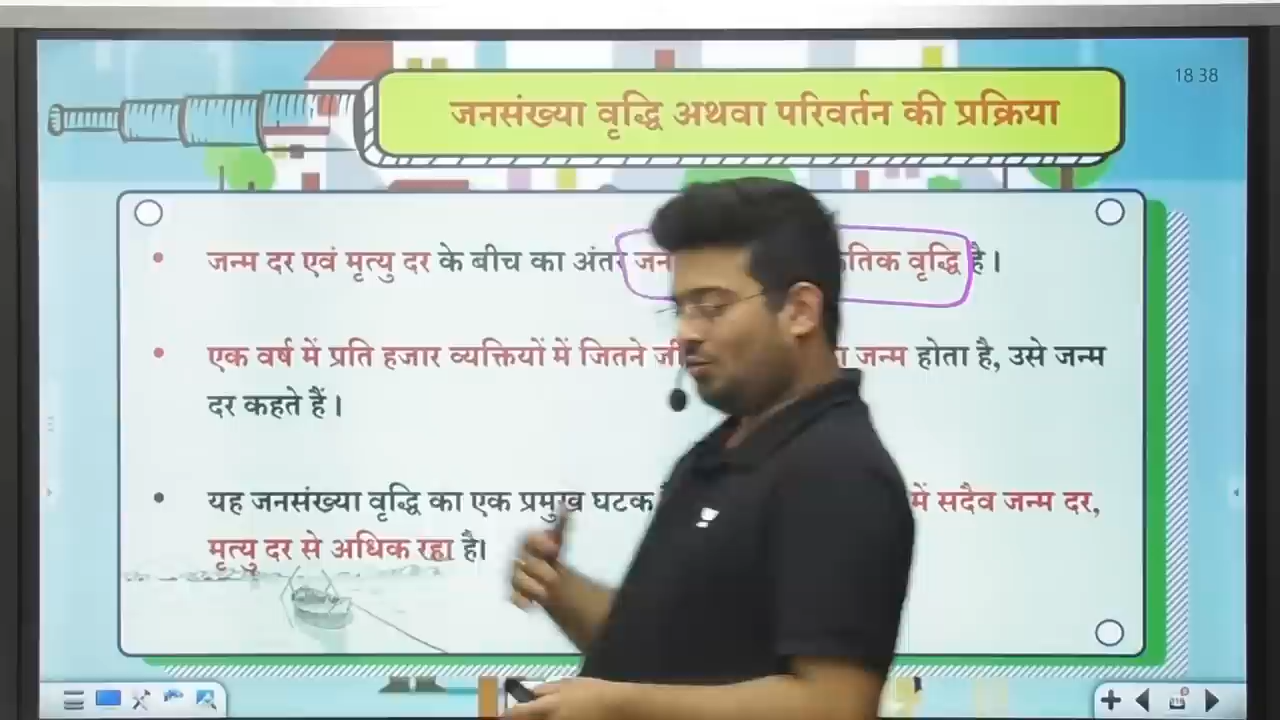 18 38
जनसंख्या वृद्धि अथवा परिवर्तन की प्रक्रिया
• जन्म दर एवं मृत्यु दर के बीच का अंतर वृद्धि है।
• एक वर्ष में प्रति हजार व्यक्तियों में जितने जन्म होता है, उसे जन्म
दर कहते हैं।
• यह जनसंख्या वृद्धि का एक प्रमुख घटक में सदैव जन्म दर,
मृत्यु दर से अधिक रहा है।